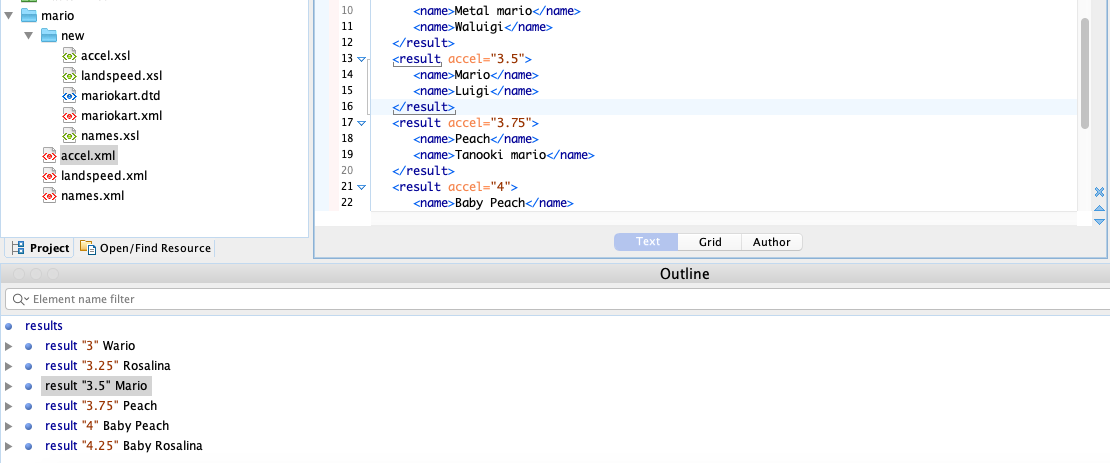 mario
new
accel.xsl
landspeed.xsl
mariokart.dtd
mariokart.xml
names.xsl
accel.xml
landspeed.xml
names.xml
Project
Open/Find Resource
10 <name>Metal mario</name>
11 <name>Waluigi</name>
12 </result>
13 <result accel="3.5">
14 <name>Mario</name>
15 <name>Luigi</name>
16 </result>
17 <result accel="3.75">
18 <name>Peach</name>
19 <name>Tanooki mario</name>
20 </result>
21 <result accel="4">
22 <name>Baby Peach</name>
Text Grid Author
Outline
Element name filter
results
result "3" Wario
result "3.25" Rosalina
result "3.5" Mario
result "3.75" Peach
result "4" Baby Peach
result "4.25" Baby Rosalina